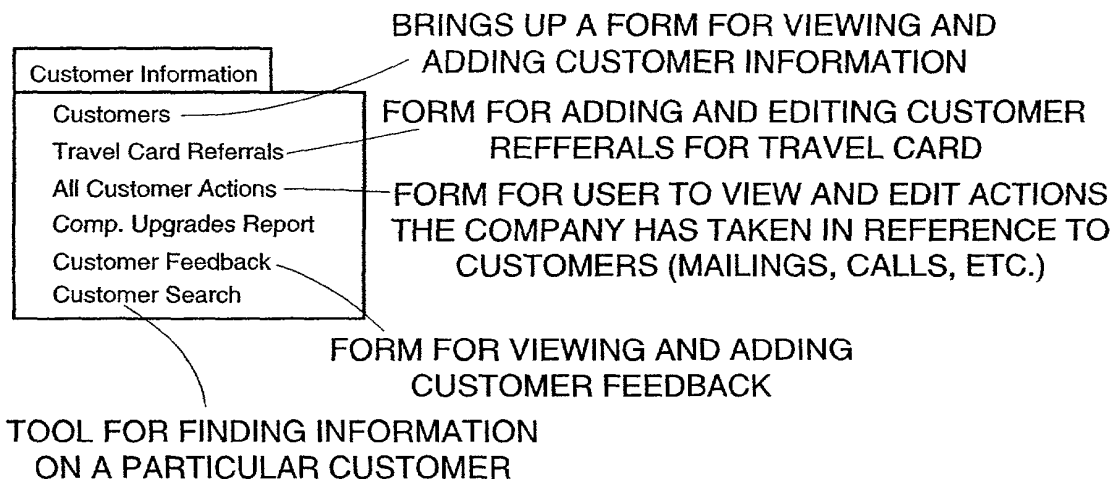 BRINGS UP A FORM FOR VIEWING AND
ADDING CUSTOMER INFORMATION
Customer Information
Customers
FORM FOR ADDING AND EDITING CUSTOMER
REFFERALS FOR TRAVEL CARD
Travel Card Referrals
All Customer Actions
FORM FOR USER TO VIEW AND EDIT ACTIONS
THE COMPANY HAS TAKEN IN REFERENCE TO
CUSTOMERS (MAILINGS, CALLS, ETC.)
Comp. Upgrades Report
Customer Feedback
Customer Search
FORM FOR VIEWING AND ADDING
CUSTOMER FEEDBACK
TOOL FOR FINDING INFORMATION
ON A PARTICULAR CUSTOMER